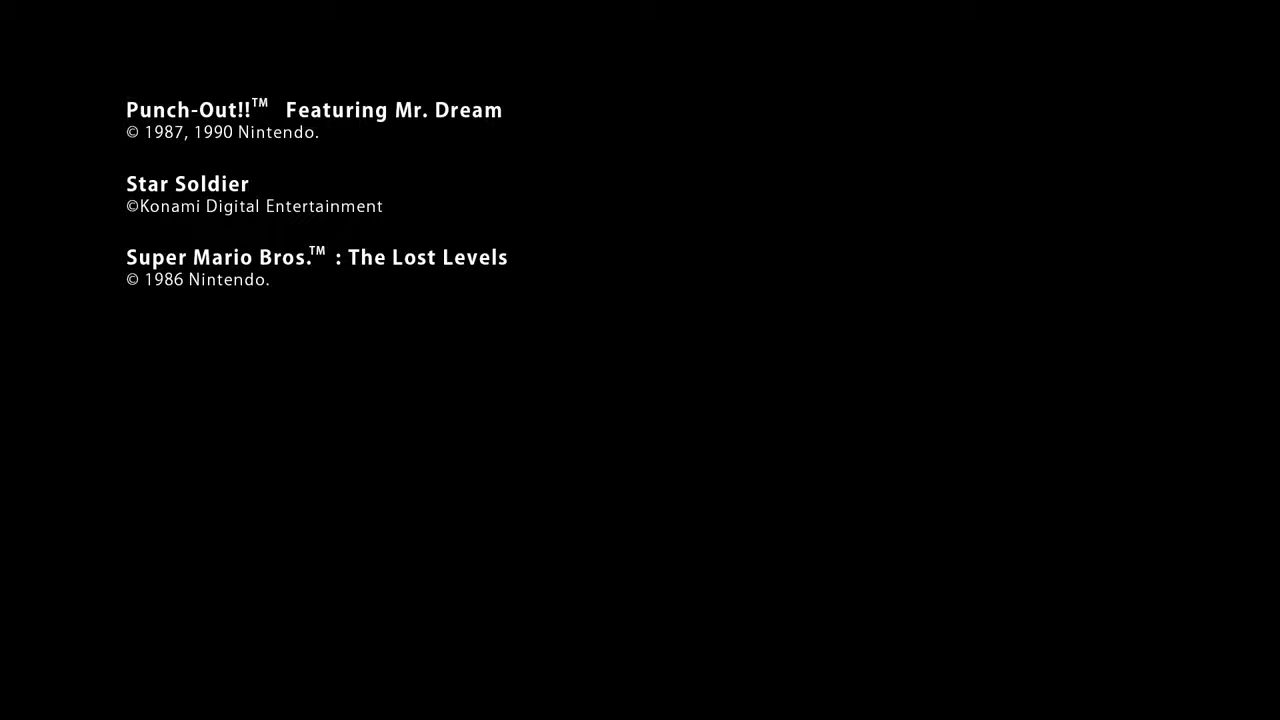 Punch-Out!!™ Featuring Mr. Dream
© 1987, 1990 Nintendo.
Star Soldier
©Konami Digital Entertainment
Super Mario Bros.™ : The Lost Levels
© 1986 Nintendo.